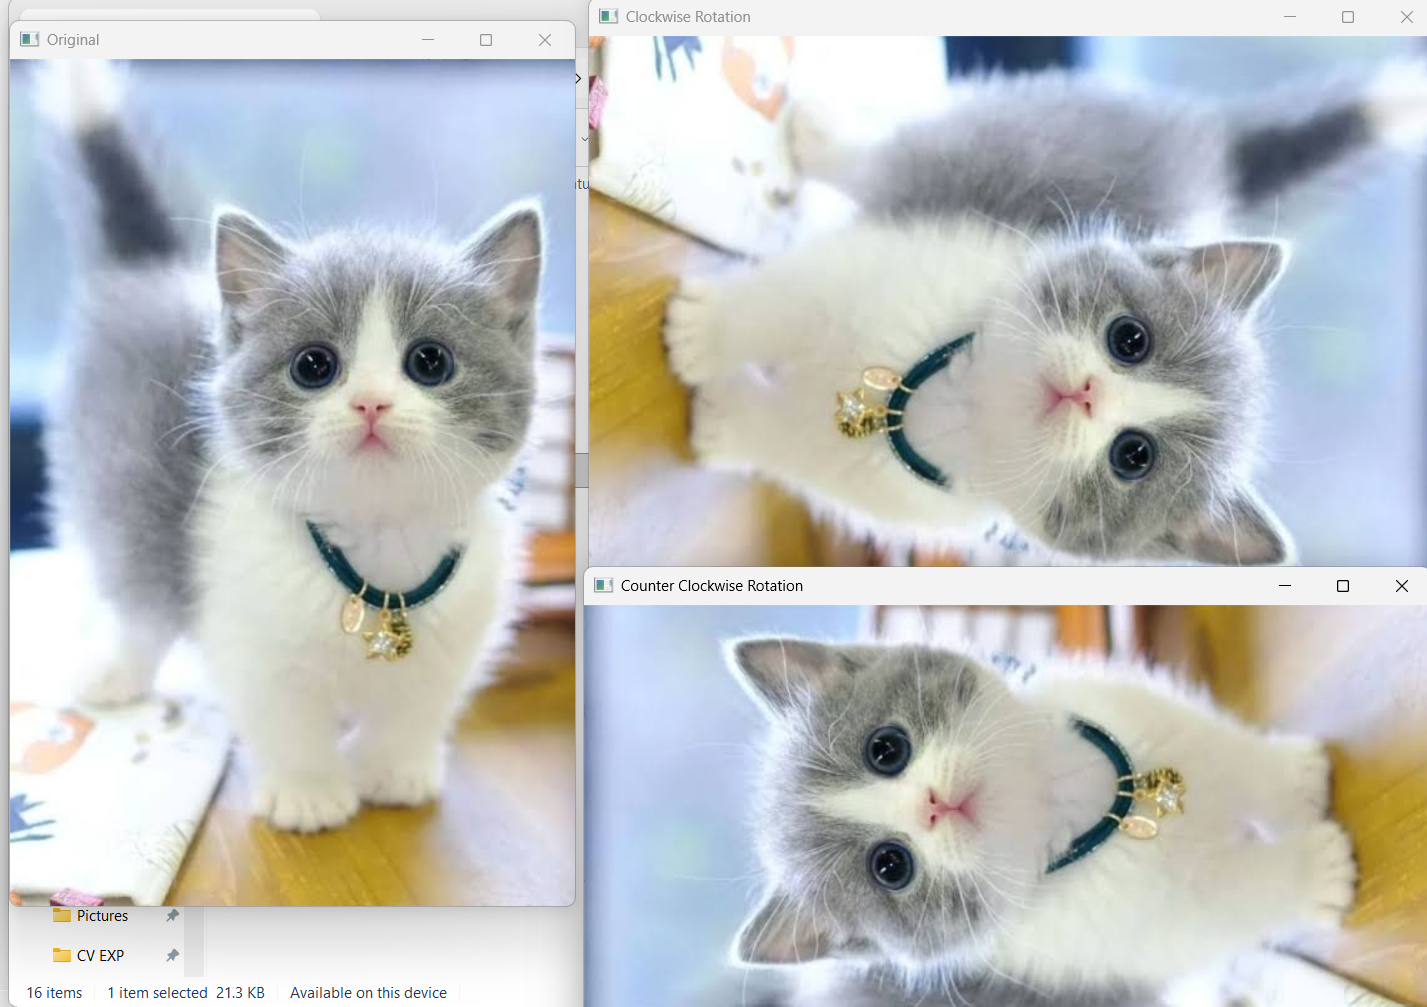 Original
Clockwise Rotation
Counter Clockwise Rotation
Pictures
CV EXP
16 items
1 item selected 21.3 KB
Available on this device